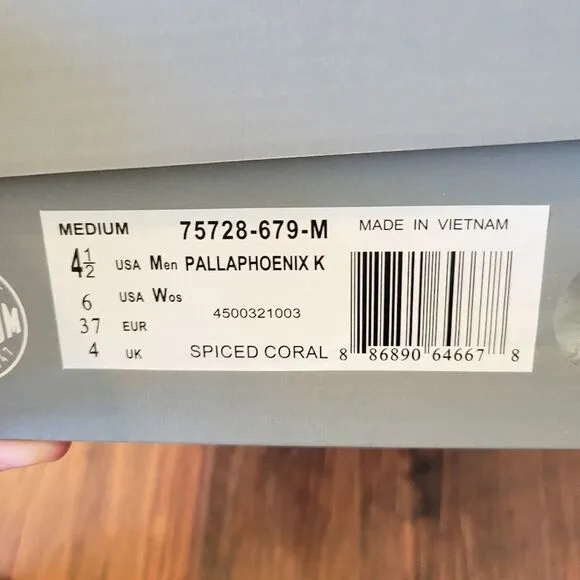 MEDIUM 75728-679-M MADE IN VIETNAM
4½ USA Men PALLAPHOENIX K
6 USA Wos
4500321003
37 EUR
4 UK SPICED CORAL 8 86890 64667 8